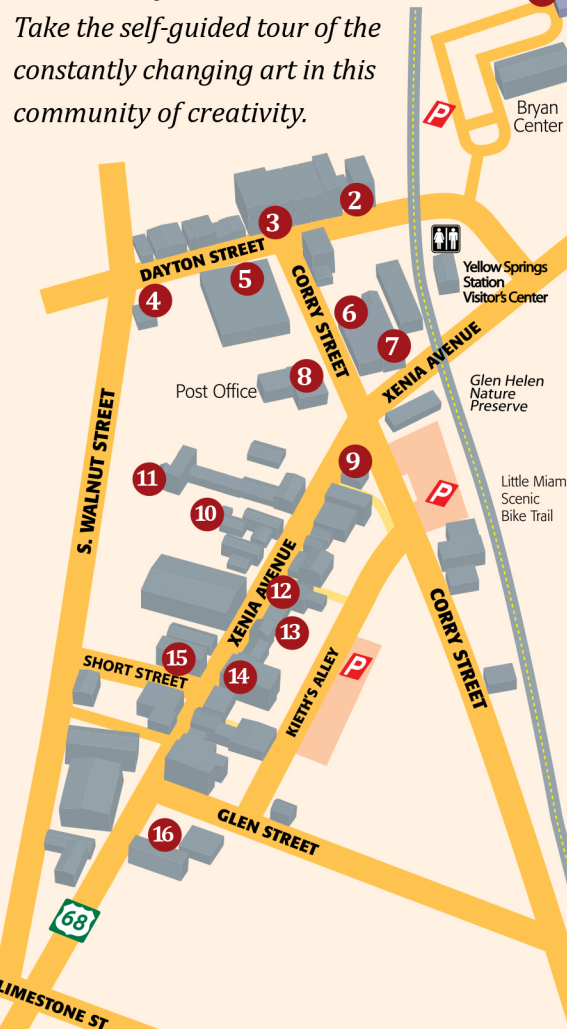 Take the self-guided tour of the
constantly changing art in this
community of creativity.
P
Bryan
Center
2
3
DAYTON STREET
5
4
Yellow Springs
Station
Visitor's Center
CORRY STREET
6
7
XENIA AVENUE
8
Post Office
Glen Helen
Nature
Preserve
S. WALNUT STREET
9
11
P
Little Miam
Scenic
Bike Trail
10
XENIA AVENUE
12
CORRY STREET
13
15
SHORT STREET
14
KIETH'S ALLEY
P
GLEN STREET
16
68
LIMESTONE ST